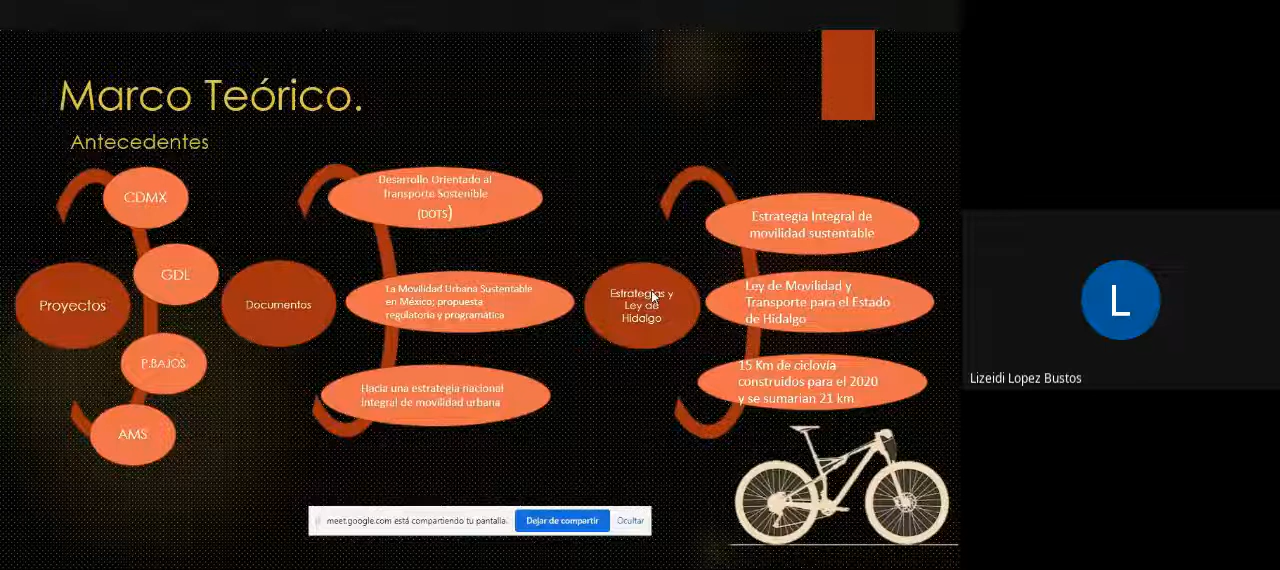 Marco Teórico.
Antecedentes
Proyectos
CDMX
GDL
P.BAJOS
AMS
Documentos
Desarrollo Orientado al
Transporte Sostenible
(DOTS)
La Movilidad Urbana Sustentable
en México; propuesta
regulatoria y programática
Hacia una estrategia nacional
integral de movilidad urbana
Estrategias y
Ley de
Hidalgo
Estrategia Integral de
movilidad sustentable
Ley de Movilidad y
Transporte para el Estado
de Hidalgo
15 Km de ciclovía
construidos para el 2020
y se sumarian 21 km
meet.google.com está compartiendo tu pantalla.
Dejar de compartir
Ocultar
L
Lizeidi Lopez Bustos